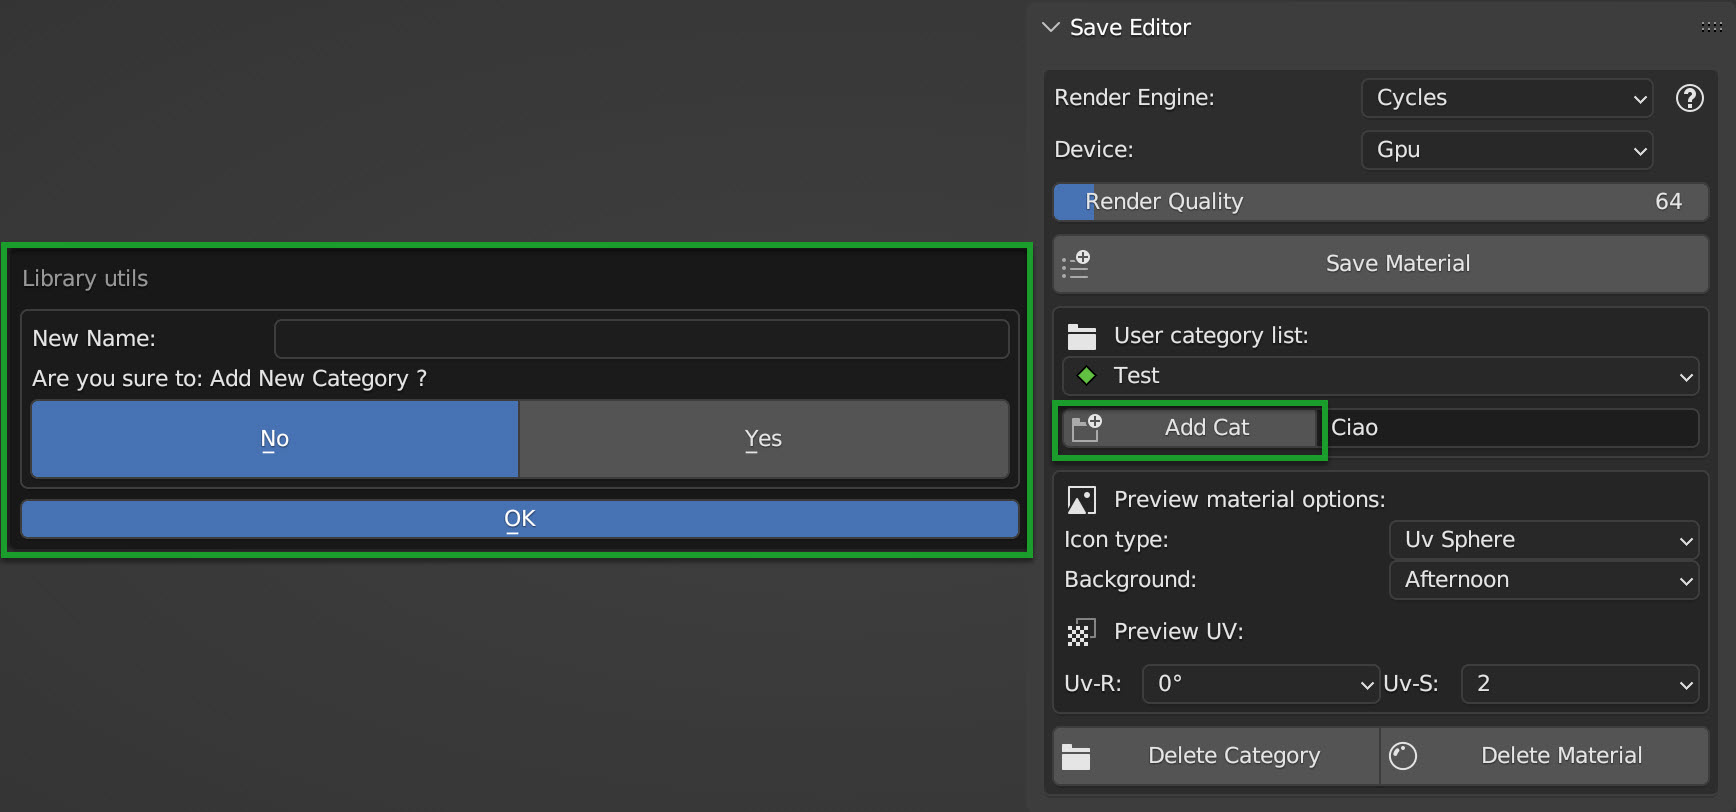 Save Editor
Render Engine: Cycles
Device: Gpu
Render Quality 64
Save Material
User category list:
Test
Add Cat Ciao
Preview material options:
Icon type: Uv Sphere
Background: Afternoon
Preview UV:
Uv-R: 0° Uv-S: 2
Delete Category Delete Material
Library utils
New Name:
Are you sure to: Add New Category ?
No Yes
OK